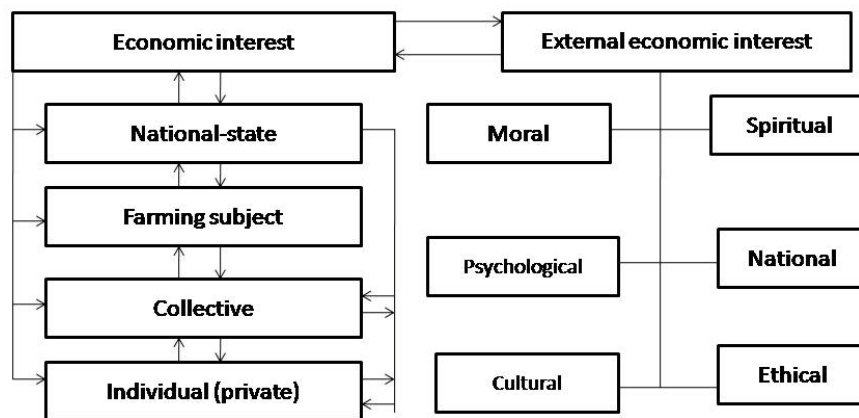 Economic interest
External economic interest
National-state
Moral
Spiritual
Farming subject
Psychological
National
Collective
Cultural
Ethical
Individual (private)